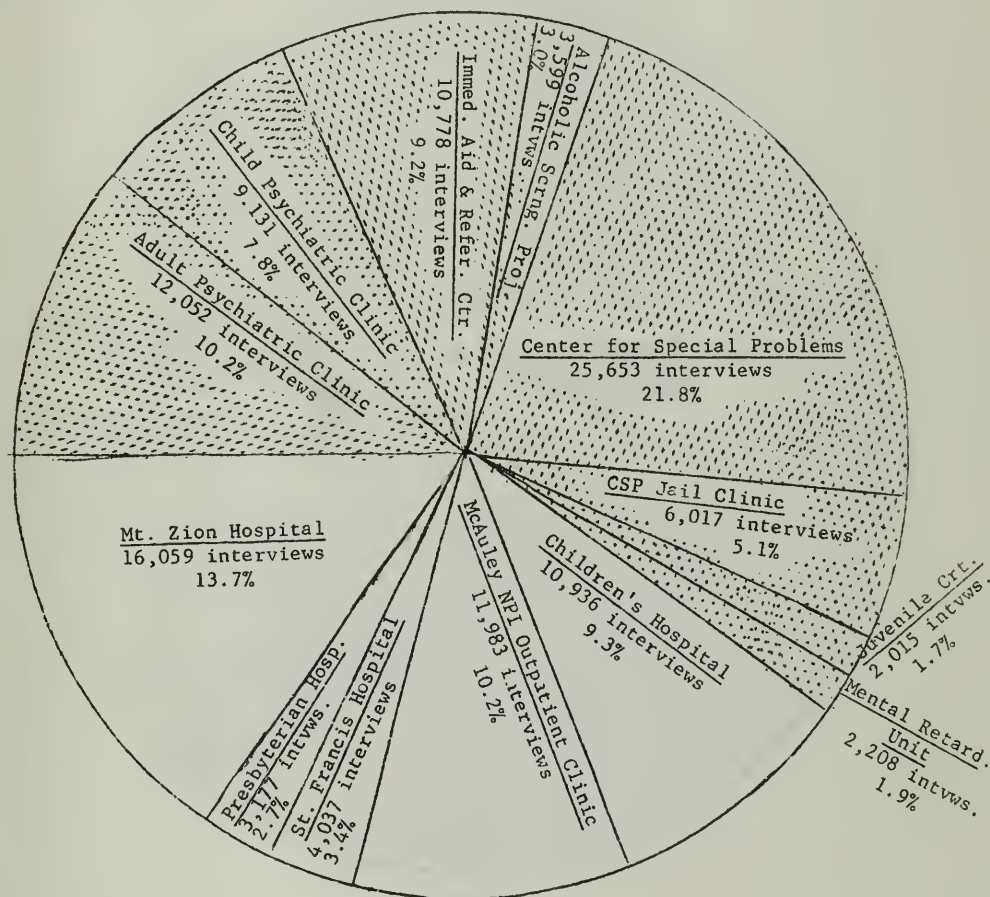 Alcoholic Scrng. Proj
3,599 intvws.
3.0%
Immed. Aid & Refer. Ctr
10,778 interviews
9.2%
Child Psychiatric Clinic
9,131 interviews
7 8%
Adult Psychiatric Clinic
12,052 interviews
10.2%
Center for Special Problems
25,653 interviews
21.8%
CSP Jail Clinic
6,017 interviews
5.1%
Juvenile Crt.
2,015 intvws.
1.7%
Mental Retard.
Unit
2,208 intvws.
1.9%
Children's Hospital
10,936 interviews
9.3%
McAuley NPI Outpatient Clinic
11,983 interviews
10.2%
St. Francis Hospital
4,037 interviews
3.4%
Presbyterian Hosp.
3,177 intvws.
2.7%
Mt. Zion Hospital
16,059 interviews
13.7%